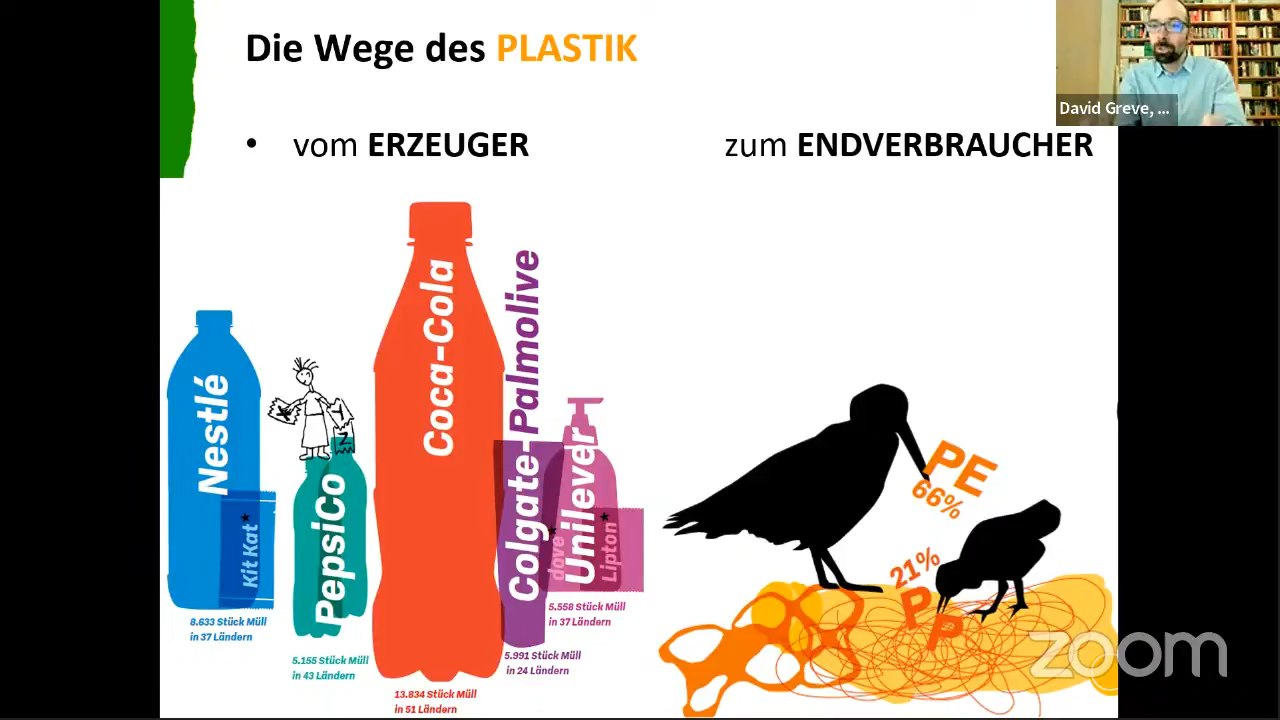 Die Wege des PLASTIK
David Greve, ...
• vom ERZEUGER
zum ENDVERBRAUCHER
Nestlé
Kit Kat*
8.633 Stück Müll
in 37 Ländern
PepsiCo
5.155 Stück Müll
in 43 Ländern
Coca-Cola
13.834 Stück Müll
in 51 Ländern
Colgate-Palmolive
5.991 Stück Müll
in 24 Ländern
dove*
Unilever
Lipton*
5.558 Stück Müll
in 37 Ländern
PE
66%
21%
PP
zoom